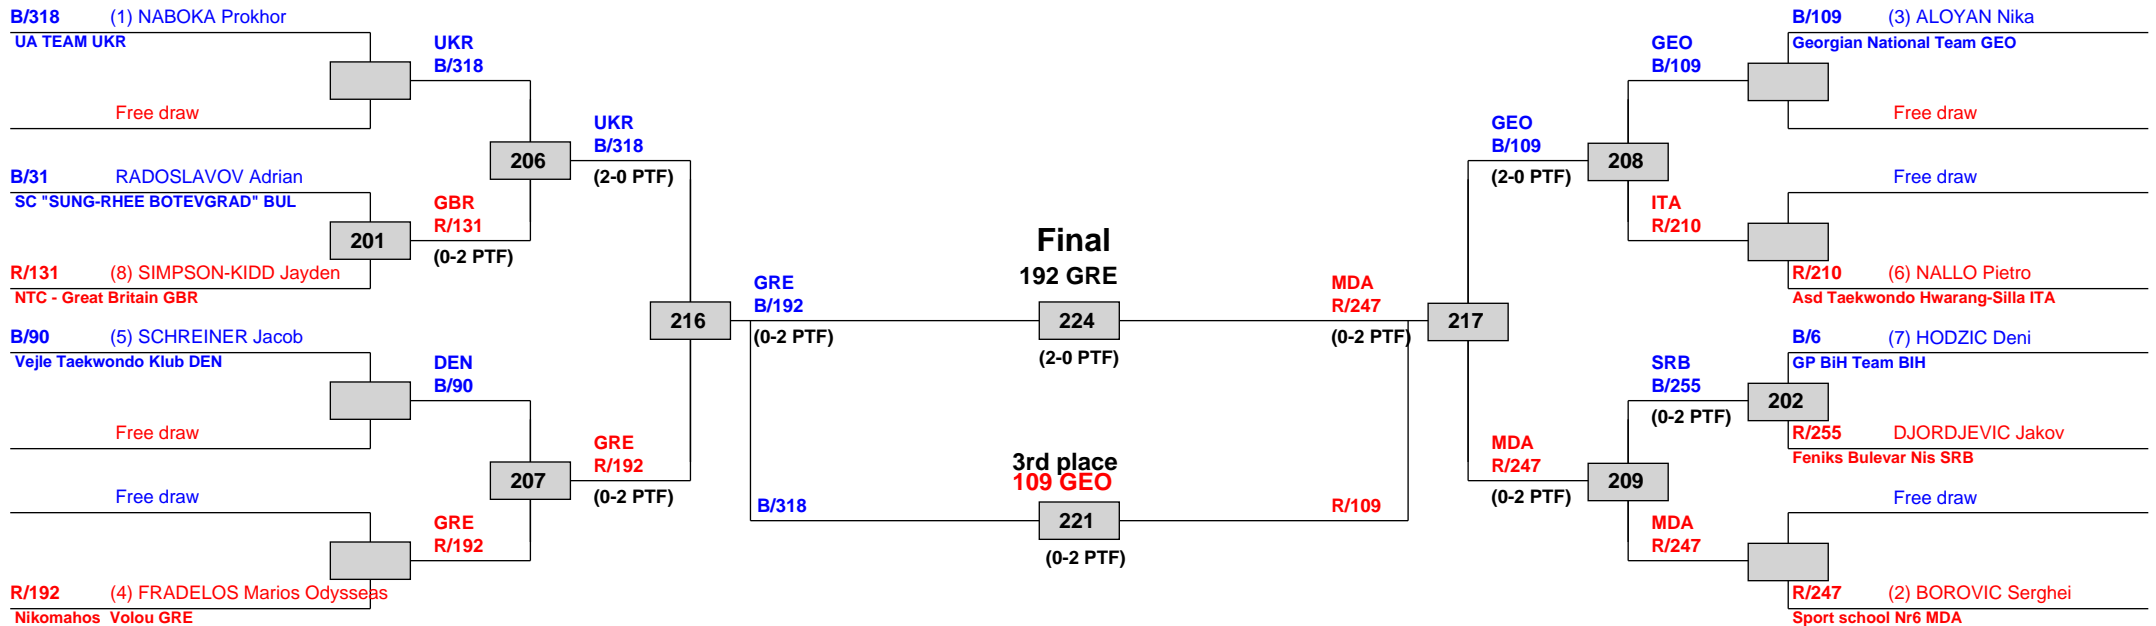 B/318 (1) NABOKA Prokhor
UA TEAM UKR
Free draw
B/31 RADOSLAVOV Adrian
SC "SUNG-RHEE BOTEVGRAD" BUL
201
R/131 (8) SIMPSON-KIDD Jayden
NTC - Great Britain GBR
B/90 (5) SCHREINER Jacob
Vejle Taekwondo Klub DEN
Free draw
Free draw
R/192 (4) FRADELOS Marios Odysseas
Nikomahos Volou GRE
UKR
B/318
206
GBR
R/131
(0-2 PTF)
DEN
B/90
207
GRE
R/192
UKR
B/318
(2-0 PTF)
216
GRE
R/192
(0-2 PTF)
GRE
B/192
(0-2 PTF)
B/318
Final
192 GRE
224
(2-0 PTF)
3rd place
109 GEO
221
(0-2 PTF)
MDA
R/247
(0-2 PTF)
R/109
217
GEO
B/109
(2-0 PTF)
MDA
R/247
(0-2 PTF)
GEO
B/109
208
ITA
R/210
SRB
B/255
(0-2 PTF)
209
MDA
R/247
B/109 (3) ALOYAN Nika
Georgian National Team GEO
Free draw
Free draw
R/210 (6) NALLO Pietro
Asd Taekwondo Hwarang-Silla ITA
B/6 (7) HODZIC Deni
GP BiH Team BIH
202
R/255 DJORDJEVIC Jakov
Feniks Bulevar Nis SRB
Free draw
R/247 (2) BOROVIC Serghei
Sport school Nr6 MDA